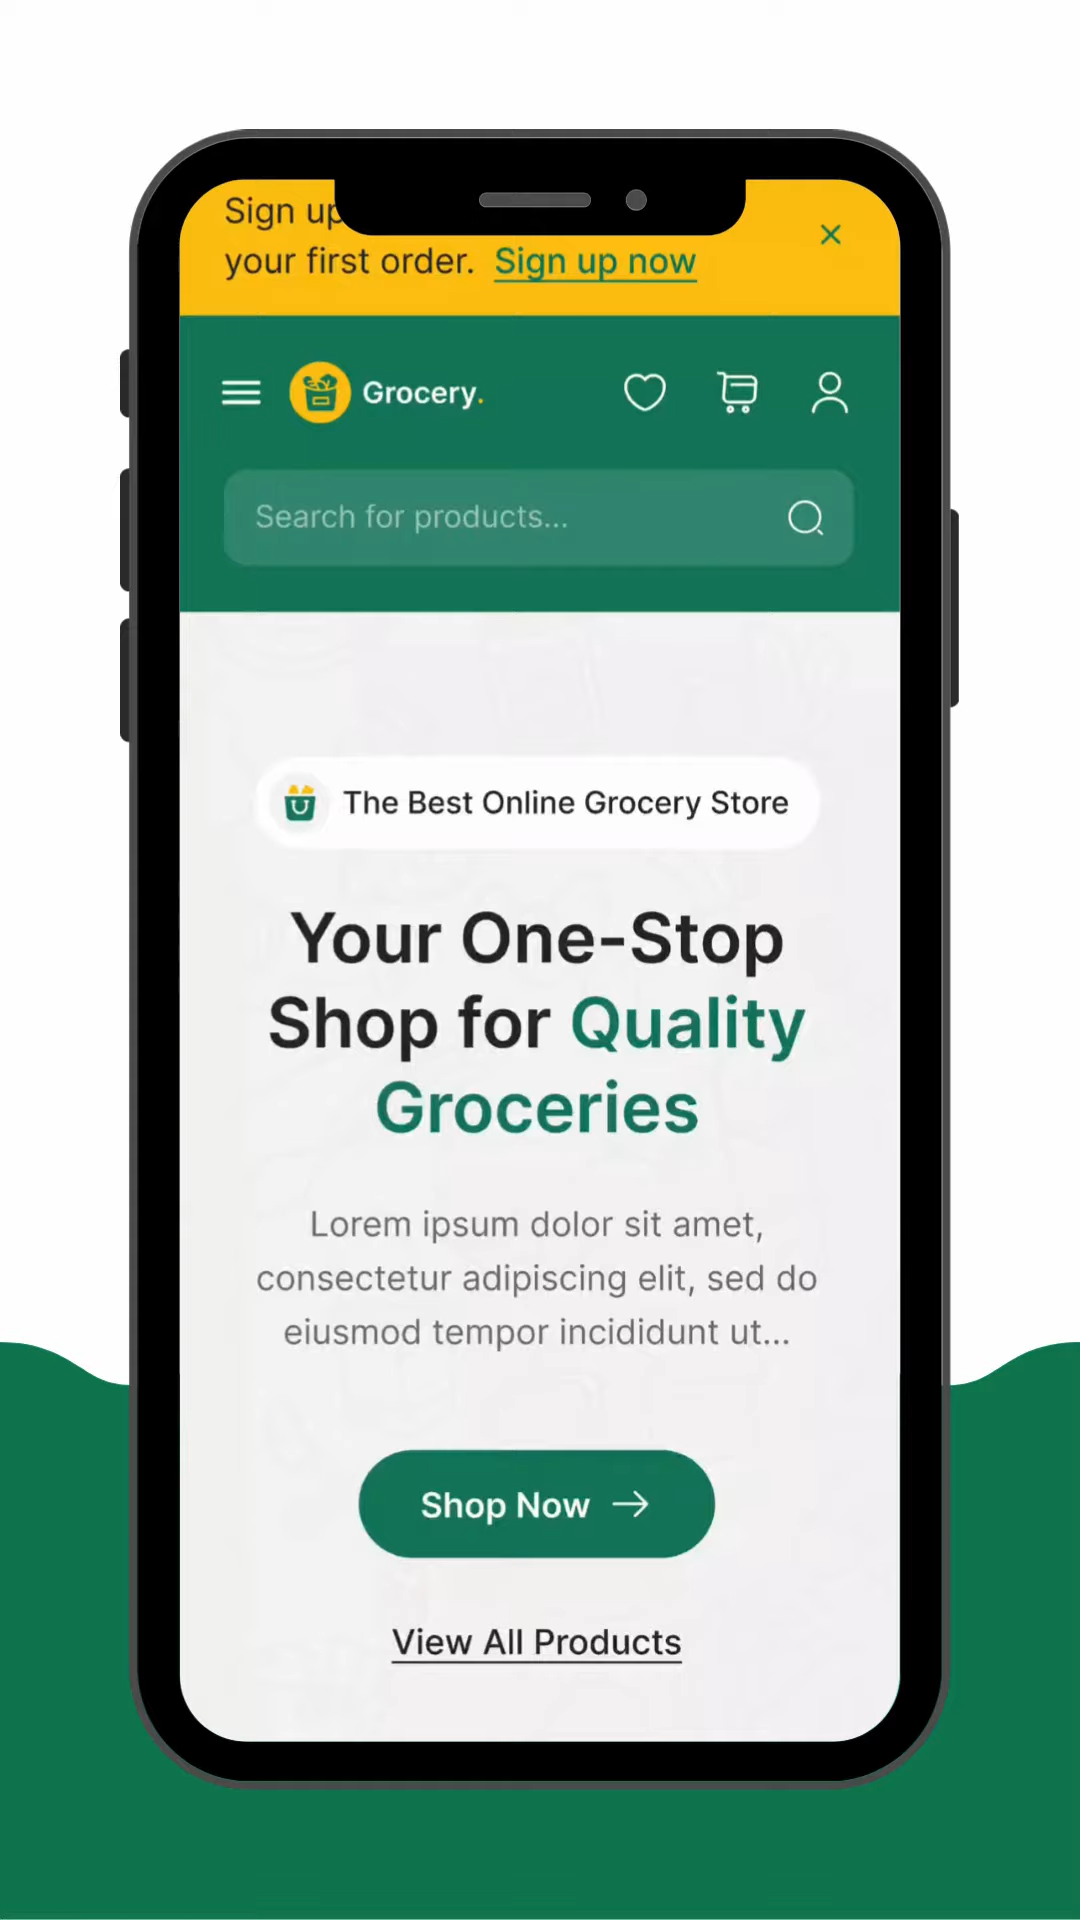 Sign up
your first order. Sign up now
Grocery.
Search for products...
The Best Online Grocery Store
Your One-Stop
Shop for Quality
Groceries
Lorem ipsum dolor sit amet,
consectetur adipiscing elit, sed do
eiusmod tempor incididunt ut...
Shop Now
View All Products